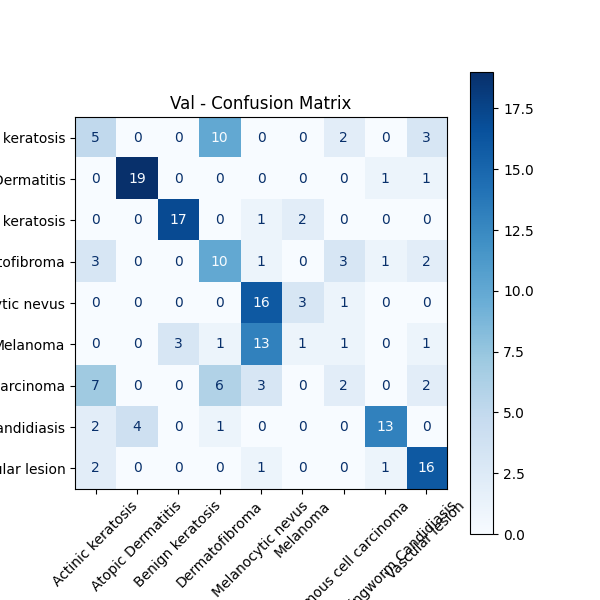 Val - Confusion Matrix
keratosis 5 0 0 10 0 0 2 0 3
Dermatitis 0 19 0 0 0 0 0 1 1
keratosis 0 0 17 0 1 2 0 0 0
tofibroma 3 0 0 10 1 0 3 1 2
tic nevus 0 0 0 0 16 3 1 0 0
Melanoma 0 0 3 1 13 1 1 0 1
arcinoma 7 0 0 6 3 0 2 0 2
andidiasis 2 4 0 1 0 0 0 13 0
lar lesion 2 0 0 0 1 0 0 1 16
Actinic keratosis
Atopic Dermatitis
Benign keratosis
Dermatofibroma
Melanocytic nevus
Melanoma
mous cell carcinoma
ngworm Candidiasis
Vascular lesion
17.5
15.0
12.5
10.0
7.5
5.0
2.5
0.0